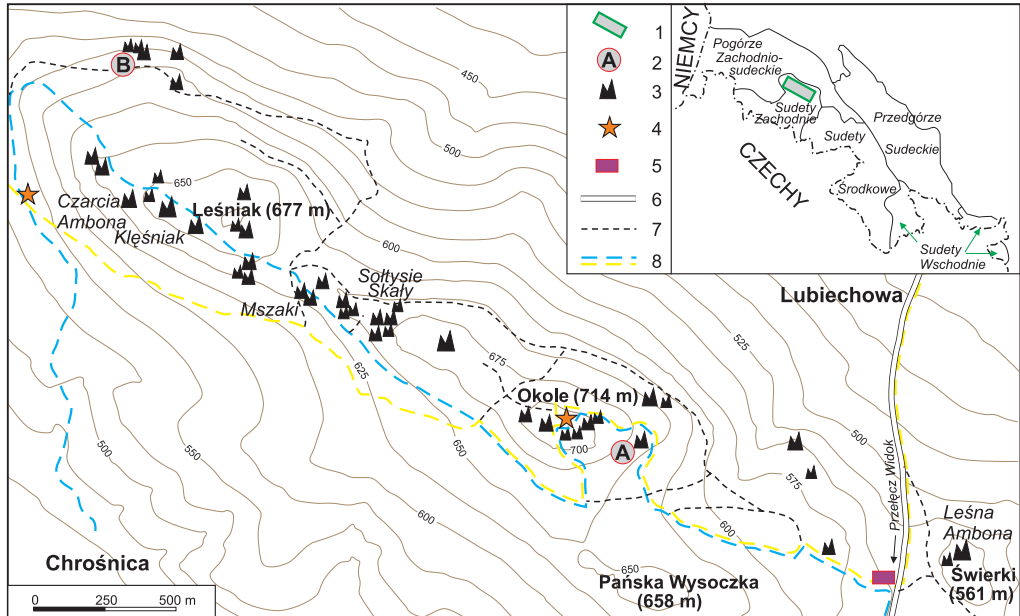 B
450
500
Czarcia
Ambona
650
Leśniak (677 m)
Klęśniak
600
Mszaki
Sołtysie
Skały
625
675
525
Okole (714 m)
700
A
650
500
550
600
500
575
600
650
Chrośnica
Pańska Wysoczka
(658 m)
Lubiechowa
Przełęcz Widok
Leśna
Ambona
Świerki
(561 m)
0 250 500 m
1
A 2
3
4
5
6
7
8
NIEMCY
Pogórze
Zachodnio-
sudeckie
Sudety
Zachodnie
Sudety
Przedgórze
Sudeckie
CZECHY
Środkowe
Sudety
Wschodnie